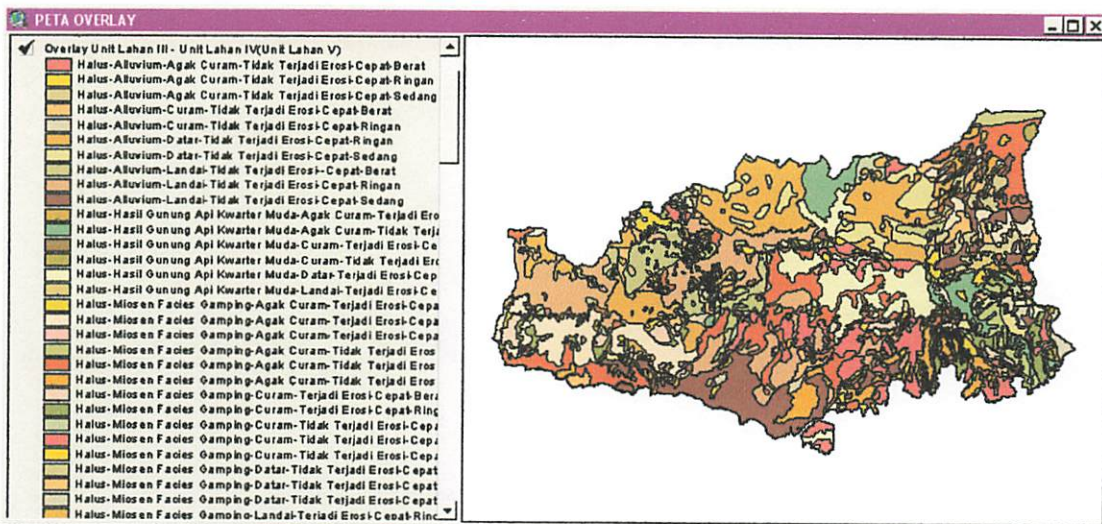 PETA OVERLAY
Overlay Unit Lahan III - Unit Lahan IV(Unit Lahan V)
Halus-Alluvium-Agak Curam-Tidak Terjadi Erosi-Cepat-Berat
Halus-Alluvium-Agak Curam-Tidak Terjadi Erosi-Cepat-Ringan
Halus-Alluvium-Agak Curam-Tidak Terjadi Erosi-Cepat-Sedang
Halus-Alluvium-Curam-Tidak Terjadi Erosi-Cepat-Berat
Halus-Alluvium-Curam-Tidak Terjadi Erosi-Cepat-Ringan
Halus-Alluvium-Datar-Tidak Terjadi Erosi-Cepat-Ringan
Halus-Alluvium-Datar-Tidak Terjadi Erosi-Cepat-Sedang
Halus-Alluvium-Landai-Tidak Terjadi Erosi--Cepat-Berat
Halus-Alluvium-Landai-Tidak Terjadi Erosi-Cepat-Ringan
Halus-Alluvium-Landai-Tidak Terjadi Erosi-Cepat-Sedang
Halus-Hasil Gunung Api Kwarter Muda-Agak Curam-Terjadi Ero
Halus-Hasil Gunung Api Kwarter Muda-Agak Curam-Tidak Terja
Halus-Hasil Gunung Api Kwarter Muda-Curam-Terjadi Erosi-Ce
Halus-Hasil Gunung Api Kwarter Muda-Curam-Tidak Terjadi Ero
Halus-Hasil Gunung Api Kwarter Muda-Datar-Terjadi Erosi-Cep
Halus-Hasil Gunung Api Kwarter Muda-Landai-Terjadi Erosi-Ce
Halus-Miosen Facies Gamping-Agak Curam-Terjadi Erosi-Cepa
Halus-Miosen Facies Gamping-Agak Curam-Terjadi Erosi-Cepa
Halus-Miosen Facies Gamping-Agak Curam-Terjadi Erosi-Cepa
Halus-Miosen Facies Gamping-Agak Curam-Tidak Terjadi Eros
Halus-Miosen Facies Gamping-Agak Curam-Tidak Terjadi Eros
Halus-Miosen Facies Gamping-Agak Curam-Tidak Terjadi Eros
Halus-Miosen Facies Gamping-Curam-Terjadi Erosi-Cepat-Bera
Halus-Miosen Facies Gamping-Curam-Terjadi Erosi-Cepat-Ring
Halus-Miosen Facies Gamping-Curam-Tidak Terjadi Erosi-Cepa
Halus-Miosen Facies Gamping-Curam-Tidak Terjadi Erosi-Cepa
Halus-Miosen Facies Gamping-Curam-Tidak Terjadi Erosi-Cepa
Halus-Miosen Facies Gamping-Datar-Tidak Terjadi Erosi-Cepat
Halus-Miosen Facies Gamping-Datar-Tidak Terjadi Erosi-Cepat
Halus-Miosen Facies Gamping-Datar-Tidak Terjadi Erosi-Cepat
Halus-Miosen Facies Gamping-Landai-Terjadi Erosi-Cepat-Ring